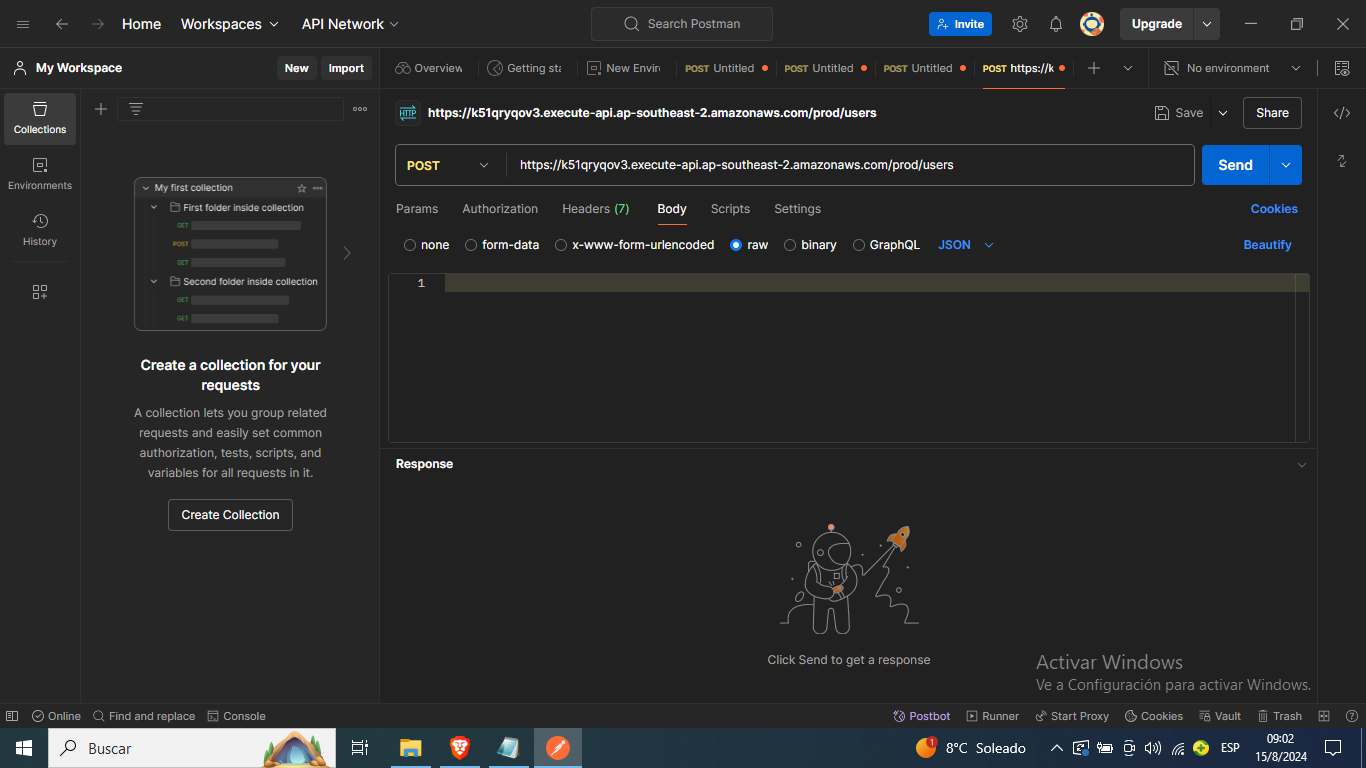 Home Workspaces API Network Search Postman Invite Upgrade
My Workspace New Import Overview Getting sta New Envir POST Untitled POST Untitled POST Untitled POST https://k No environment
Collections
Environments
History
My first collection
First folder inside collection
GET
POST
GET
Second folder inside collection
GET
GET
Create a collection for your
requests
A collection lets you group related
requests and easily set common
authorization, tests, scripts, and
variables for all requests in it.
Create Collection
HTTP https://k51qryqov3.execute-api.ap-southeast-2.amazonaws.com/prod/users Save Share
POST https://k51qryqov3.execute-api.ap-southeast-2.amazonaws.com/prod/users Send
Params Authorization Headers (7) Body Scripts Settings Cookies
none form-data x-www-form-urlencoded raw binary GraphQL JSON Beautify
1
Response
Click Send to get a response
Activar Windows
Ve a Configuración para activar Windows.
Online Find and replace Console Postbot Runner Start Proxy Cookies Vault Trash
Buscar 1 8°C Soleado ESP 09:02
15/8/2024